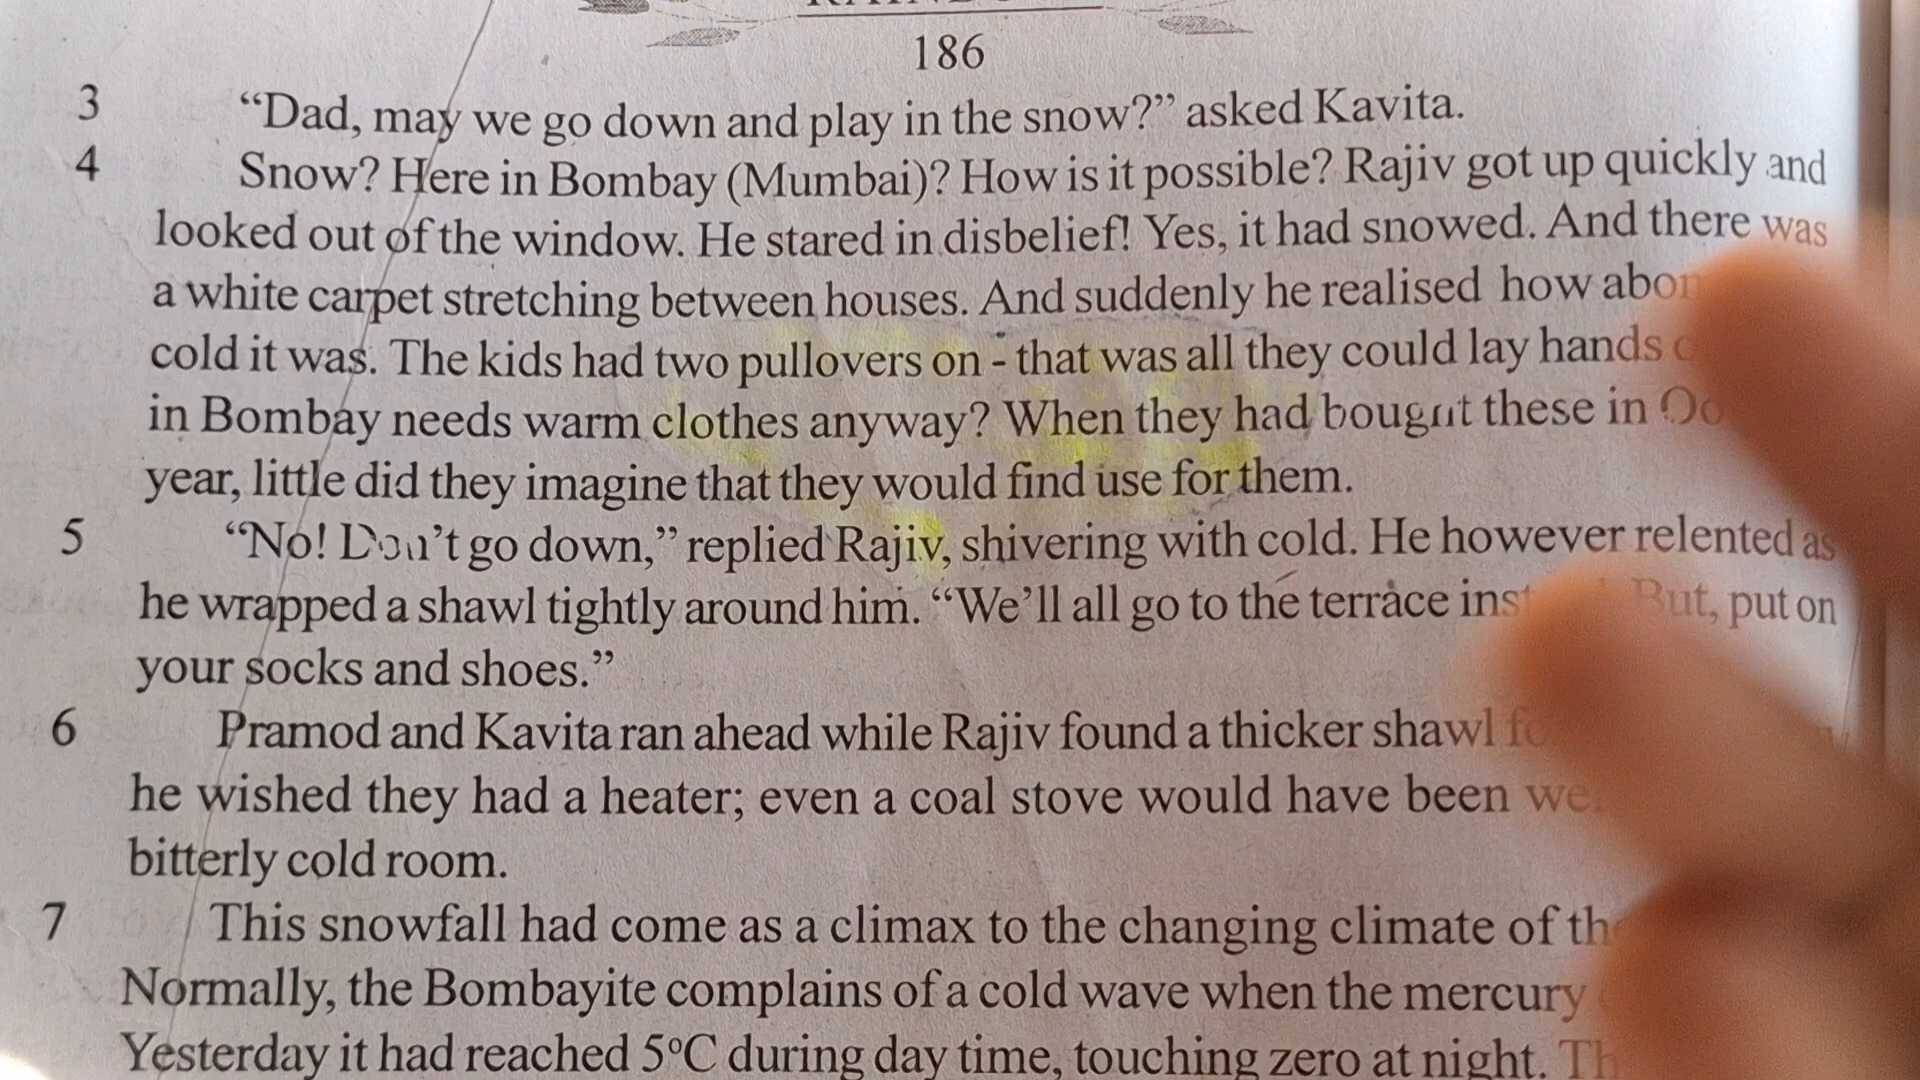 186
3 “Dad, may we go down and play in the snow?” asked Kavita.
4 Snow? Here in Bombay (Mumbai)? How is it possible? Rajiv got up quickly and
looked out of the window. He stared in disbelief! Yes, it had snowed. And there was
a white carpet stretching between houses. And suddenly he realised how
cold it was. The kids had two pullovers on - that was all they could lay hands
in Bombay needs warm clothes anyway? When they had bought these in
year, little did they imagine that they would find use for them.
5 “No! Don’t go down,” replied Rajiv, shivering with cold. He however relented as
he wrapped a shawl tightly around him. “We’ll all go to the terrace But, put on
your socks and shoes.”
6 Pramod and Kavita ran ahead while Rajiv found a thicker shawl
he wished they had a heater; even a coal stove would have been
bitterly cold room.
7 This snowfall had come as a climax to the changing climate of
Normally, the Bombayite complains of a cold wave when the mercury
Yesterday it had reached 5°C during day time, touching zero at night.